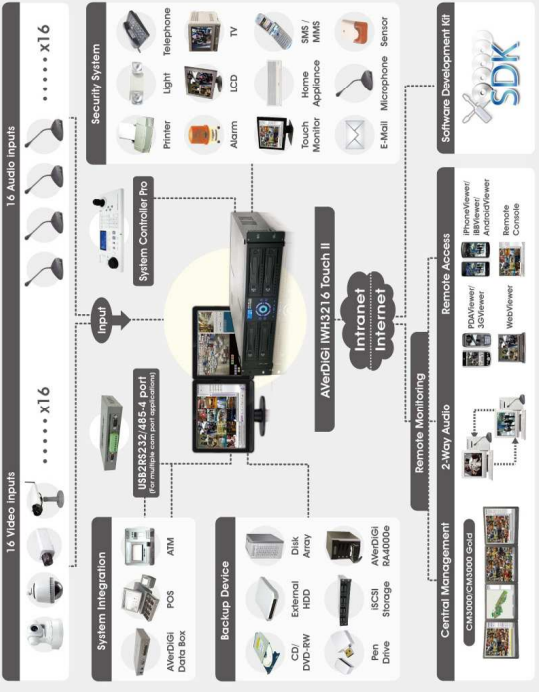 16 Video inputs
x16
16 Audio inputs
x16
Input
System Integration
AVerDiGi
Data Box
POS
ATM
USB2RS232/485-4 port
(For multiple com port applications)
System Controller Pro
Security System
Printer
Light
Telephone
Alarm
LCD
TV
Touch
Monitor
Home
Appliance
SMS /
MMS
E-Mail
Microphone
Sensor
Backup Device
CD/
DVD-RW
External
HDD
Disk
Array
Pen
Drive
iSCSI
Storage
AVerDiGi
RA4000e
AVerDiGi IWH3216 Touch II
Intranet
Internet
Remote Monitoring
Central Management
CM3000/CM3000 Gold
2-Way Audio
Remote Access
PDAViewer/
3GViewer
iPhoneViewer/
iBBViewer/
AndroidViewer
WebViewer
Remote
Console
Software Development Kit
SDK